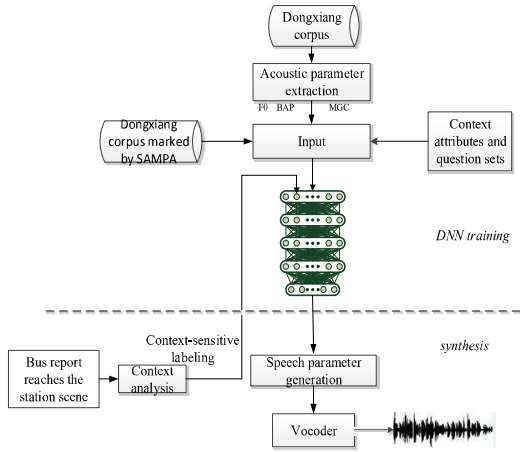 Dongxiang
corpus
Acoustic parameter
extraction
F0 BAP MGC
Dongxiang
corpus marked
by SAMPA
Input
Context
attributes and
question sets
DNN training
Context-sensitive
labeling
synthesis
Bus report
reaches the
station scene
Context
analysis
Speech parameter
generation
Vocoder